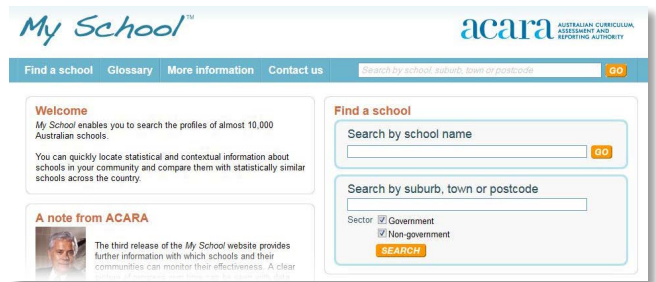 My School™
acara AUSTRALIAN CURRICULUM,
ASSESSMENT AND
REPORTING AUTHORITY
Find a school Glossary More information Contact us
Search by school, suburb, town or postcode GO
Welcome
My School enables you to search the profiles of almost 10,000
Australian schools.
You can quickly locate statistical and contextual information about
schools in your community and compare them with statistically similar
schools across the country.
A note from ACARA
The third release of the My School website provides
further information with which schools and their
communities can monitor their effectiveness. A clear
Find a school
Search by school name
GO
Search by suburb, town or postcode
Sector Government
Non-government
SEARCH